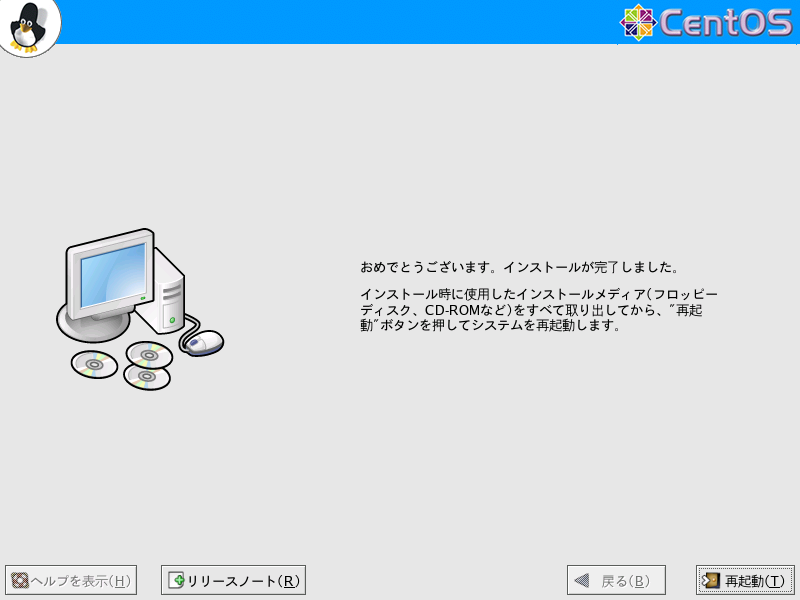 CentOS
おめでとうございます。インストールが完了しました。
インストール時に使用したインストールメディア(フロッピー
ディスク、CD-ROMなど)をすべて取り出してから、"再起
動"ボタンを押してシステムを再起動します。
ヘルプを表示(H)
リリースノート(R)
戻る(B)
再起動(T)